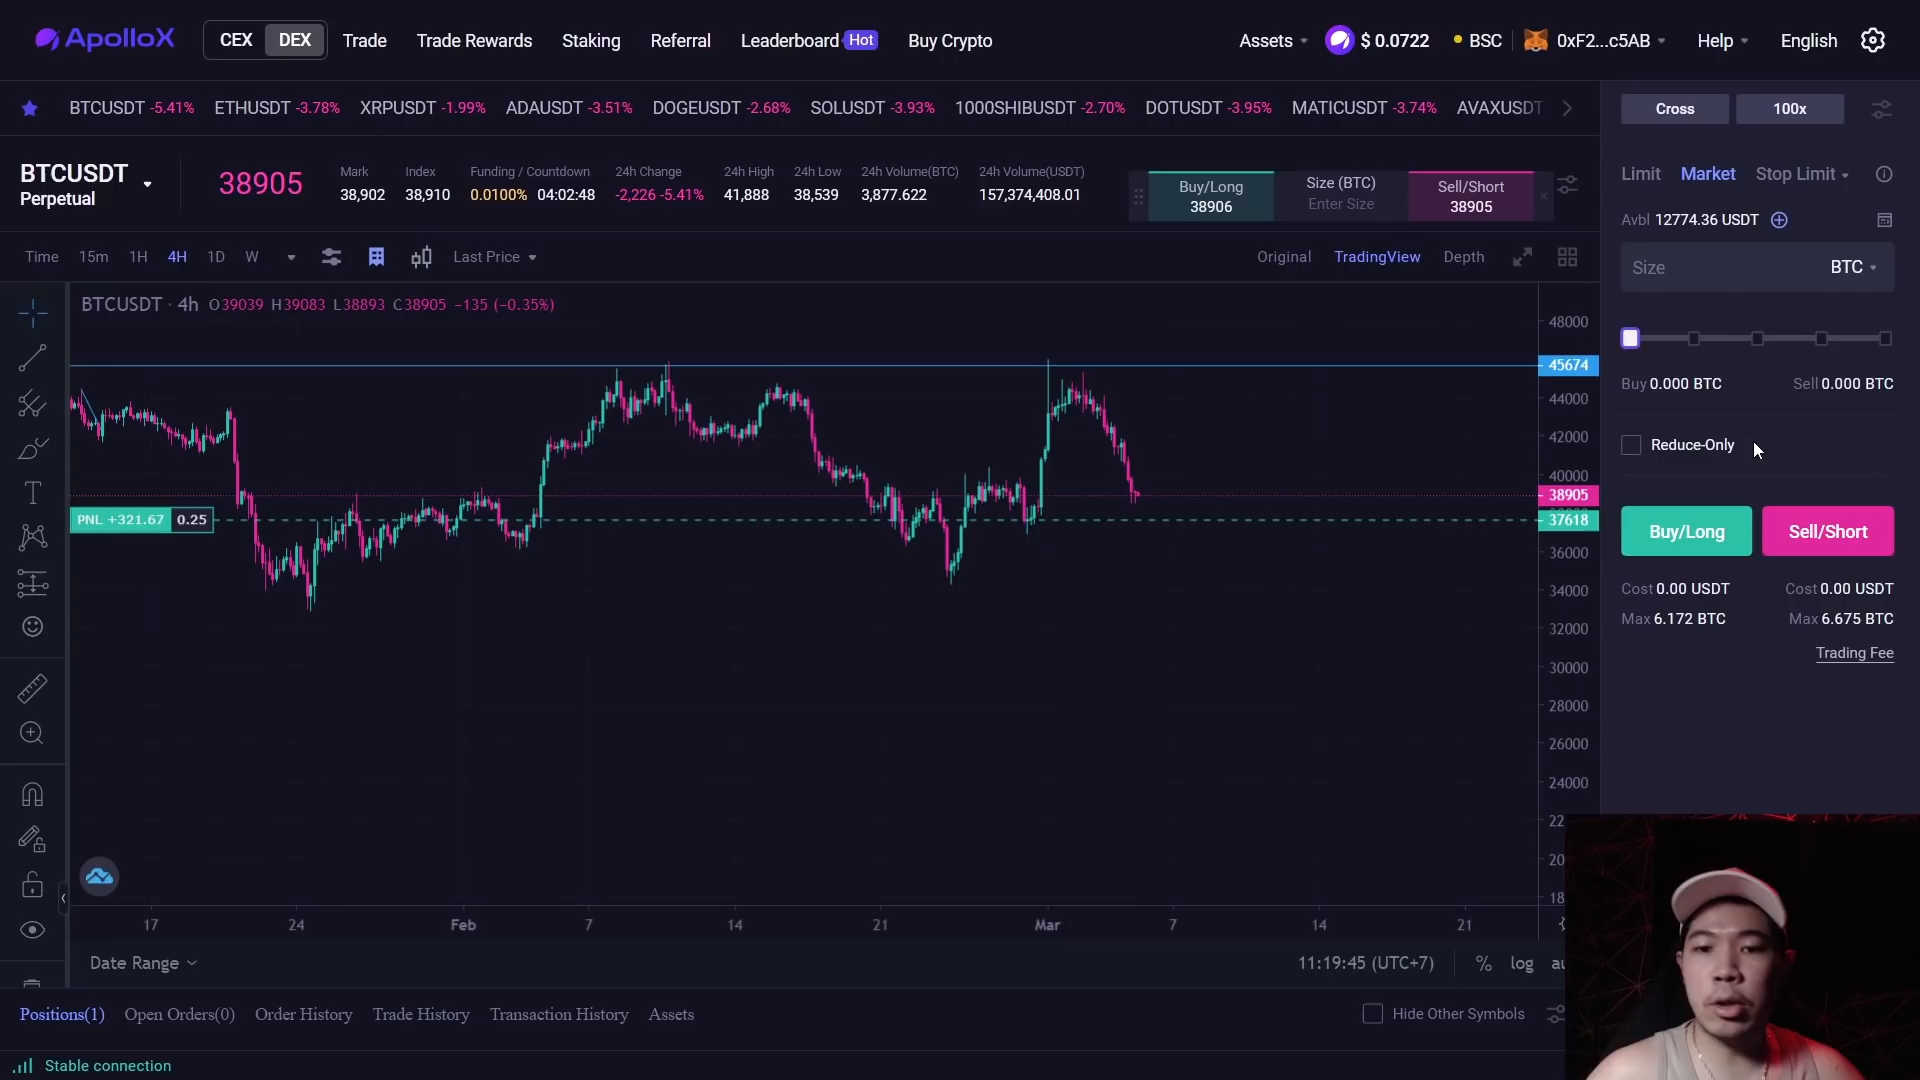 ApolloX CEX DEX Trade Trade Rewards Staking Referral Leaderboard Hot Buy Crypto Assets $ 0.0722 BSC 0xF2...c5AB Help English
BTCUSDT -5.41% ETHUSDT -3.78% XRPUSDT -1.99% ADAUSDT -3.51% DOGEUSDT -2.68% SOLUSDT -3.93% 1000SHIBUSDT -2.70% DOTUSDT -3.95% MATICUSDT -3.74% AVAXUSDT
Cross 100x
BTCUSDT
Perpetual
38905
Mark Index Funding / Countdown 24h Change 24h High 24h Low 24h Volume(BTC) 24h Volume(USDT)
38,902 38,910 0.0100% 04:02:48 -2,226 -5.41% 41,888 38,539 3,877.622 157,374,408.01
Buy/Long Size (BTC) Sell/Short
38906 Enter Size 38905
Limit Market Stop Limit
Avbl 12774.36 USDT
Time 15m 1H 4H 1D W Last Price Original TradingView Depth
Size BTC
BTCUSDT · 4h O39039 H39083 L38893 C38905 −135 (−0.35%)
48000
45674
44000
42000
40000
38905
37618
36000
34000
32000
30000
28000
26000
24000
22
20
18
PNL +321.67 0.25
Buy 0.000 BTC Sell 0.000 BTC
Reduce-Only
Buy/Long Sell/Short
Cost 0.00 USDT Cost 0.00 USDT
Max 6.172 BTC Max 6.675 BTC
Trading Fee
17 24 Feb 7 14 21 Mar 7 14 21
Date Range 11:19:45 (UTC+7) % log au
Positions(1) Open Orders(0) Order History Trade History Transaction History Assets Hide Other Symbols
Stable connection